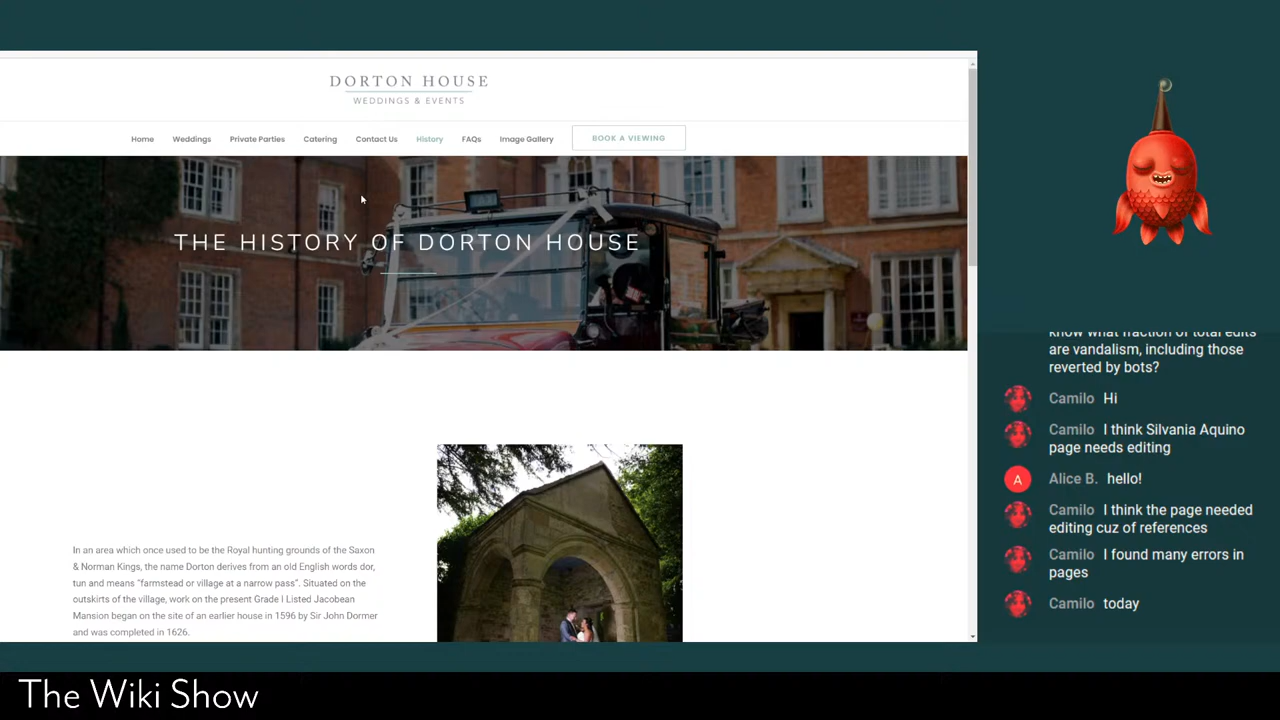 DORTON HOUSE
WEDDINGS & EVENTS
Home Weddings Private Parties Catering Contact Us History FAQs Image Gallery BOOK A VIEWING
THE HISTORY OF DORTON HOUSE
In an area which once used to be the Royal hunting grounds of the Saxon
& Norman Kings, the name Dorton derives from an old English words dor,
tun and means “farmstead or village at a narrow pass”. Situated on the
outskirts of the village, work on the present Grade I Listed Jacobean
Mansion began on the site of an earlier house in 1596 by Sir John Dormer
and was completed in 1626.
know what fraction of total edits
are vandalism, including those
reverted by bots?
Camilo Hi
Camilo I think Silvania Aquino
page needs editing
A Alice B. hello!
Camilo I think the page needed
editing cuz of references
Camilo I found many errors in
pages
Camilo today
The Wiki Show